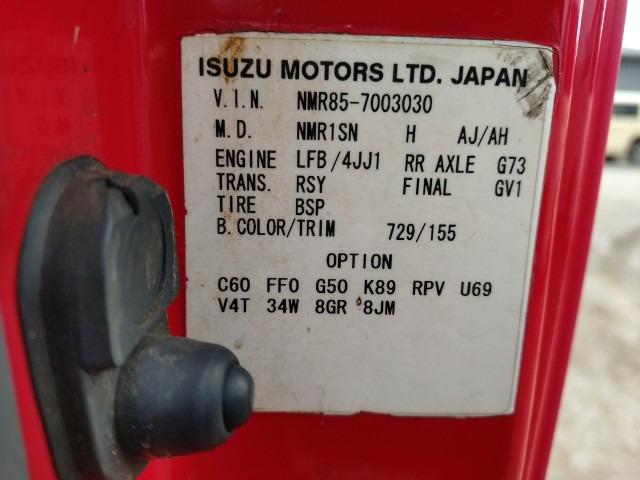 ISUZU MOTORS LTD. JAPAN
V.I.N. NMR85-7003030
M.D. NMR1SN H AJ/AH
ENGINE LFB/4JJ1 RR AXLE G73
TRANS. RSY FINAL GV1
TIRE BSP
B.COLOR/TRIM 729/155
OPTION
C60 FF0 G50 K89 RPV U69
V4T 34W 8GR 8JM